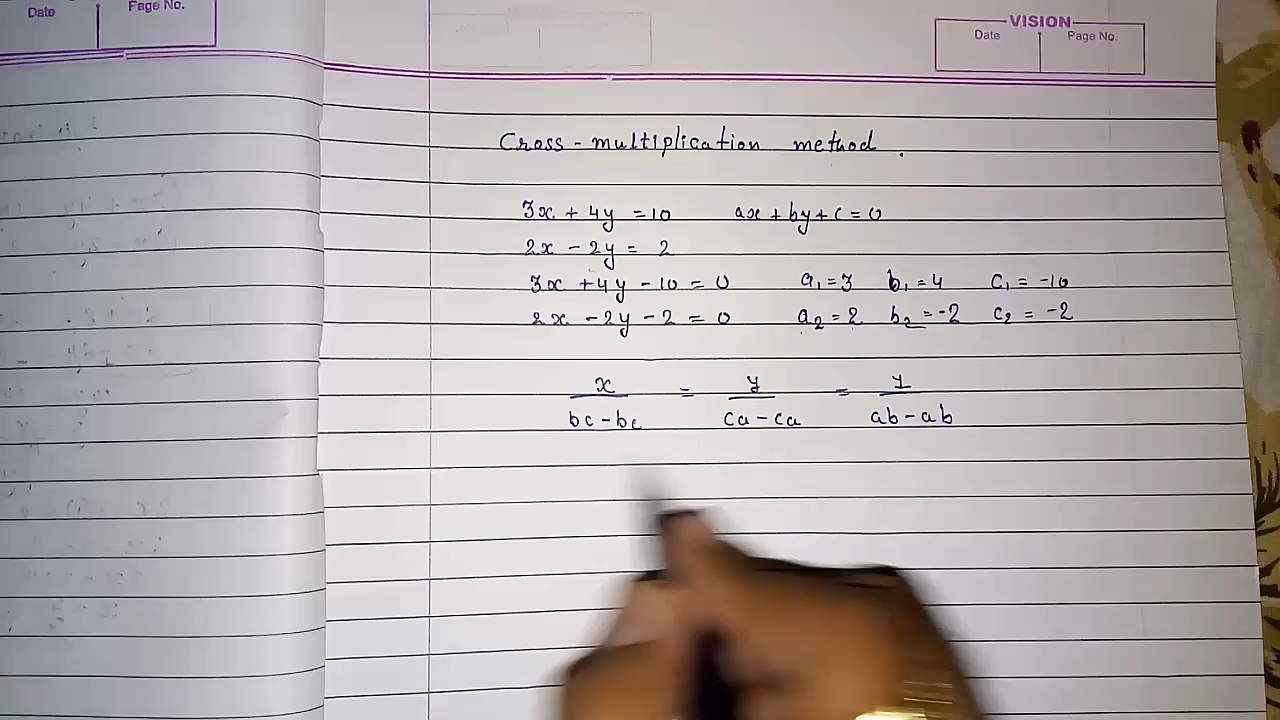 Date Page No.
VISION
Date Page No.
Cross-multiplication method.
3x + 4y = 10 ax + by + c = 0
2x - 2y = 2
3x + 4y - 10 = 0 a₁ = 3 b₁ = 4 c₁ = -10
2x - 2y - 2 = 0 a₂ = 2 b₂ = -2 c₂ = -2
x = y = 1
bc - bc ca - ca ab - ab